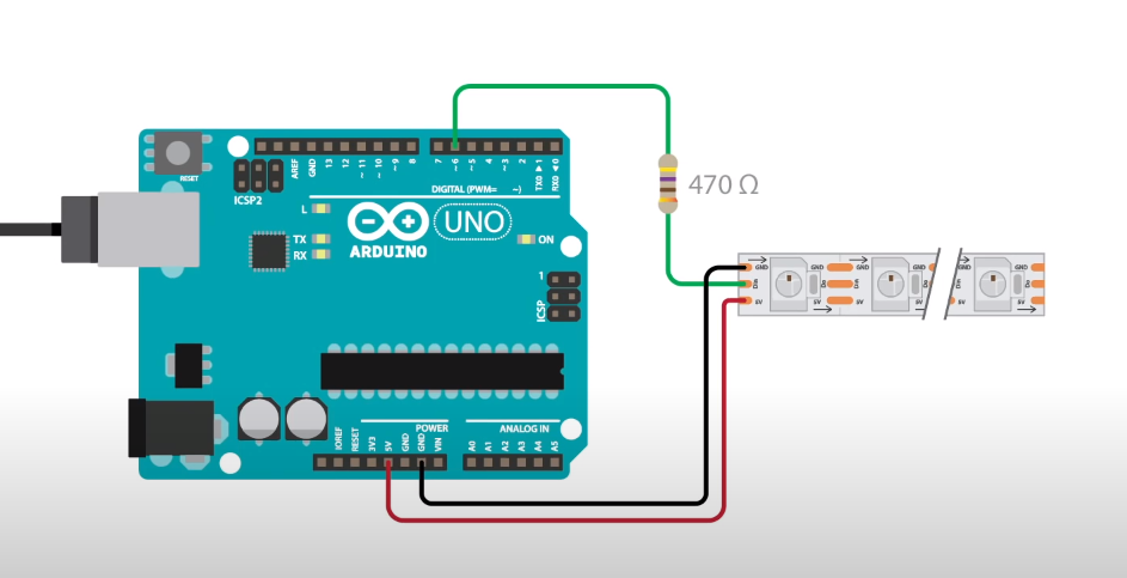 470 Ω
RESET
ICSP2
AREF
GND
13
12
~11
~10
~9
8
7
~6
~5
4
~3
2
TX0 ▶ 1
RX0 ◀ 0
DIGITAL (PWM= ~)
L
TX
RX
ARDUINO
UNO
ON
1
ICSP
GND
Din
5V
GND
Do
5V
GND
Din
5V
GND
Do
5V
GND
Din
5V
GND
Do
5V
POWER
ANALOG IN
IOREF
RESET
3V3
5V
GND
GND
VIN
A0
A1
A2
A3
A4
A5